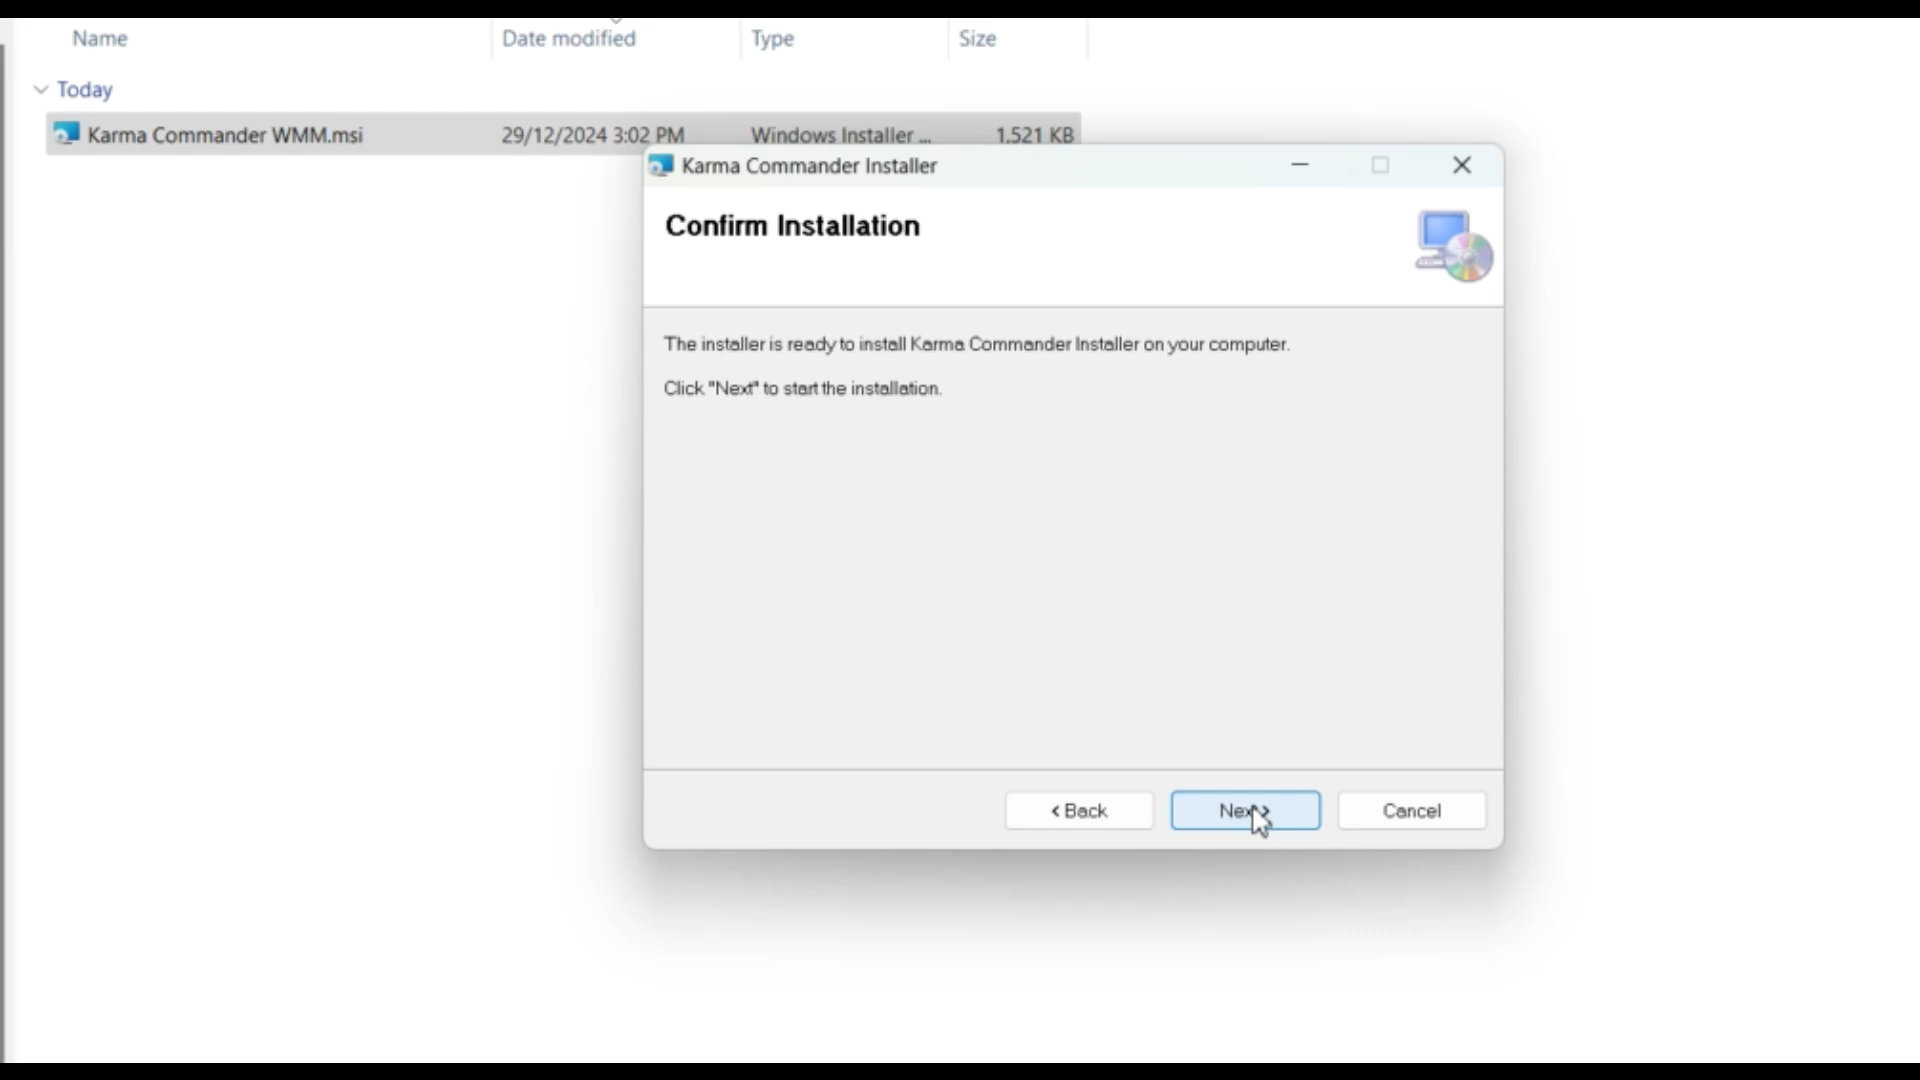 Name Date modified Type Size
Today
Karma Commander WMM.msi 29/12/2024 3:02 PM Windows Installer ... 1,521 KB
Karma Commander Installer
Confirm Installation
The installer is ready to install Karma Commander Installer on your computer.
Click "Next" to start the installation.
< Back Next > Cancel